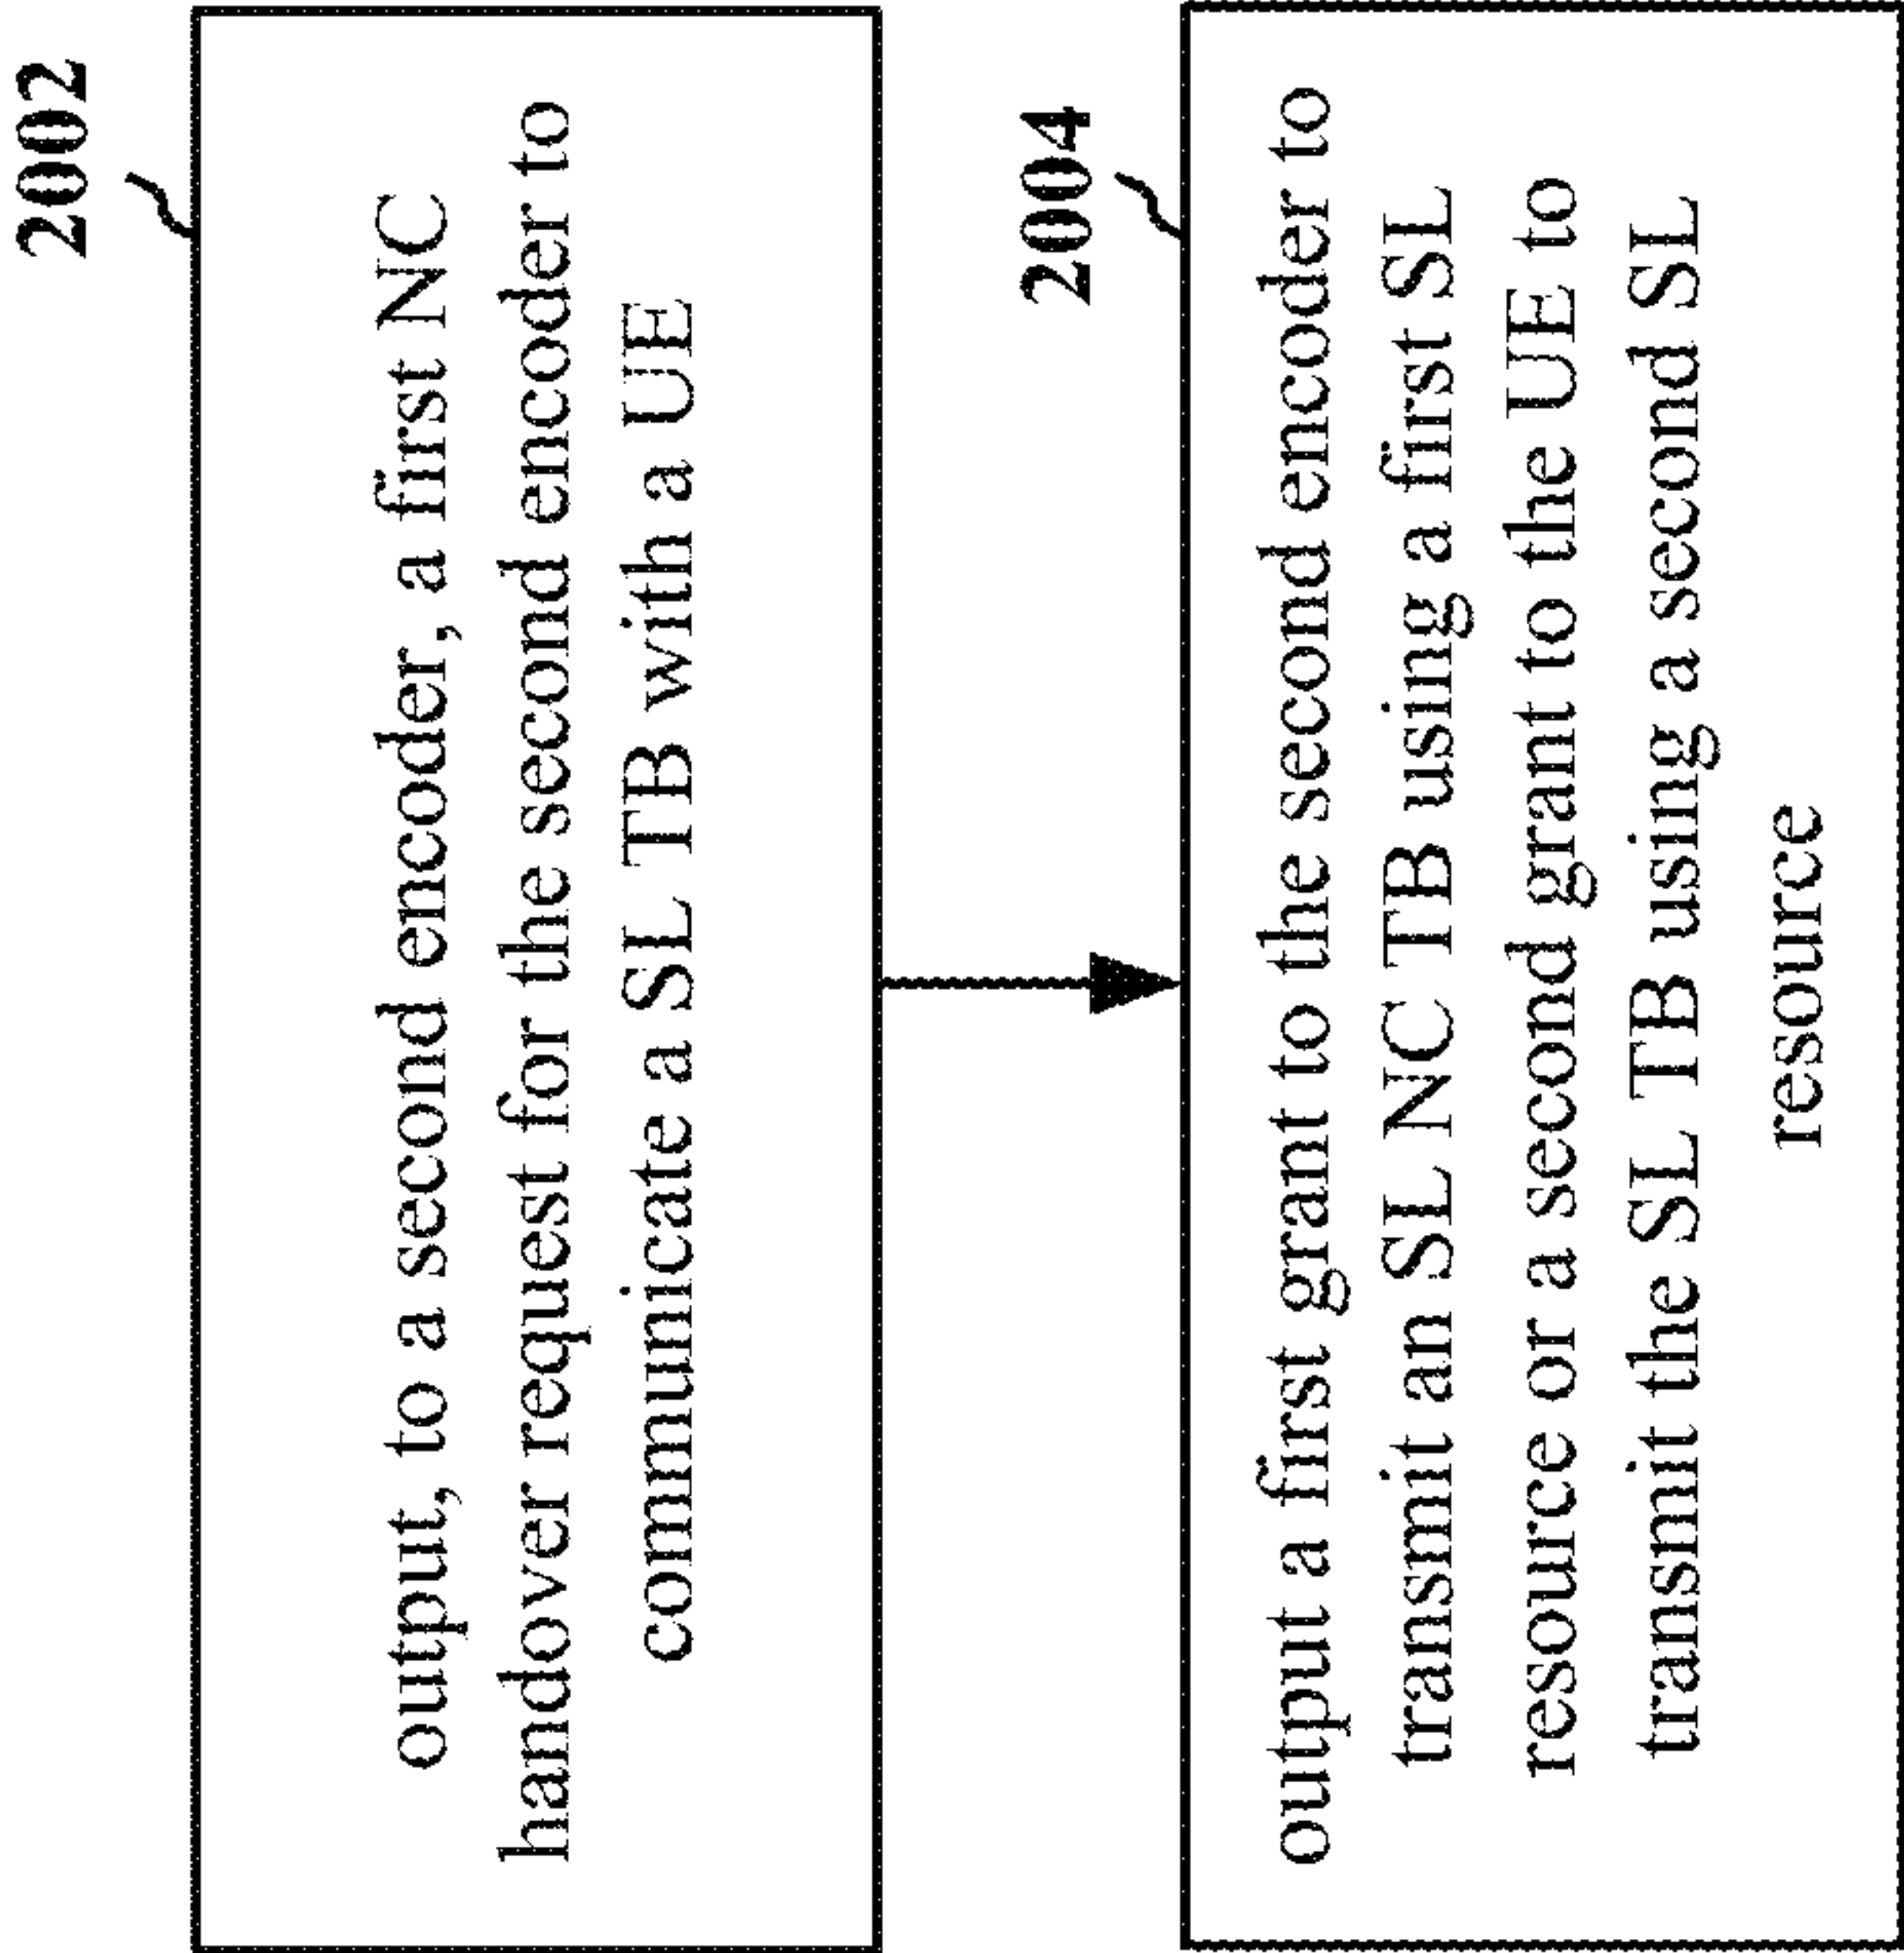 2002
output, to a second encoder, a first NC
handover request for the second encoder to
communicate a SL TB with a UE
2004
output a first grant to the second encoder to
transmit an SL NC TB using a first SL
resource or a second grant to the UE to
transmit the SL TB using a second SL
resource